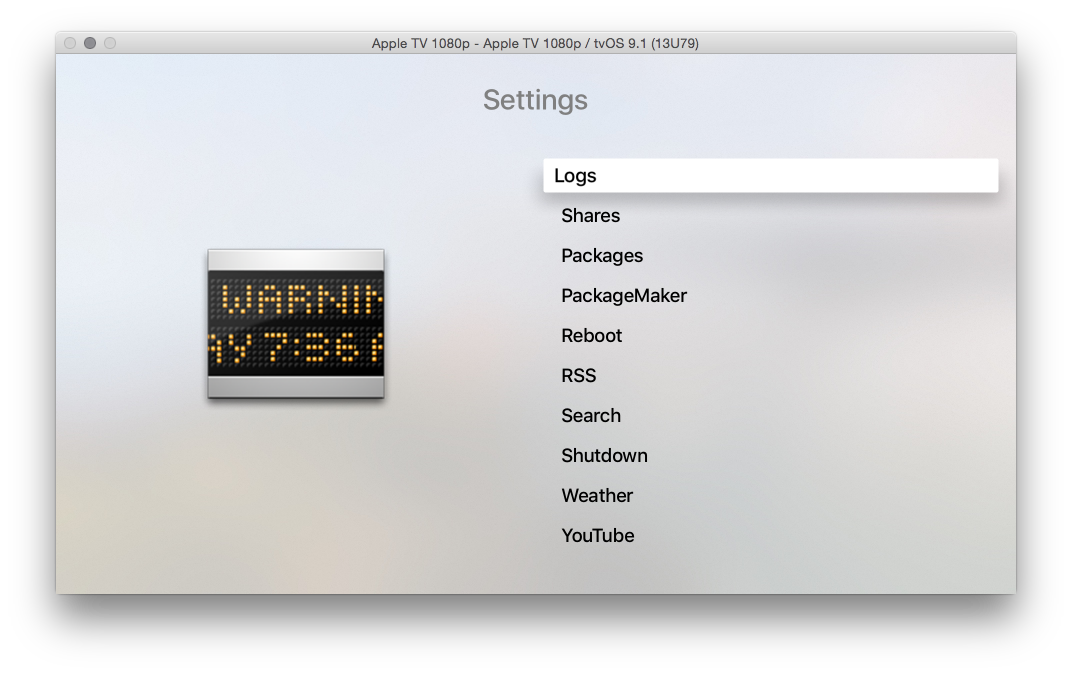 Apple TV 1080p - Apple TV 1080p / tvOS 9.1 (13U79)
Settings
Logs
Shares
Packages
PackageMaker
Reboot
RSS
Search
Shutdown
Weather
YouTube
WARNIN
AY 7:36 A